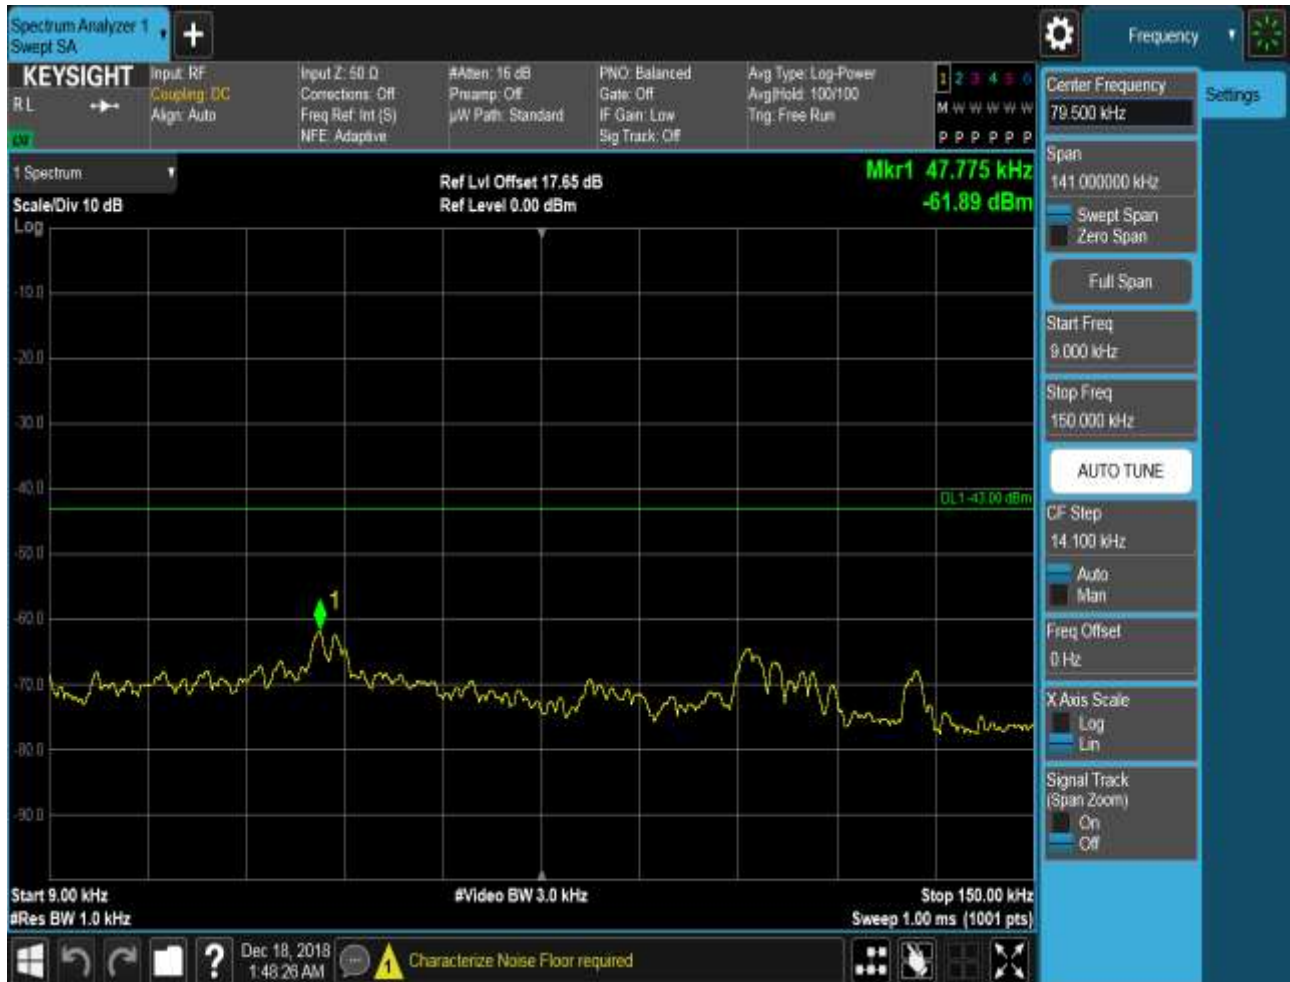 Spectrum Analyzer 1
Swept SA
Frequency
KEYSIGHT
RL
Input: RF
Coupling: DC
Align: Auto
Input Z: 50 Ω
Corrections: Off
Freq Ref: Int (S)
NFE: Adaptive
#Atten: 16 dB
Preamp: Off
µW Path: Standard
PNO: Balanced
Gate: Off
IF Gain: Low
Sig Track: Off
Avg Type: Log-Power
Avg|Hold: 100/100
Trig: Free Run
1 2 3 4 5 6
M W W W W W
P P P P P P
Settings
1 Spectrum
Scale/Div 10 dB
Log
Ref Lvl Offset 17.65 dB
Ref Level 0.00 dBm
Mkr1 47.775 kHz
-61.89 dBm
-10.0
-20.0
-30.0
-40.0
-50.0
-60.0
-70.0
-80.0
-90.0
DL1 -43.00 dBm
1
Start 9.00 kHz
#Res BW 1.0 kHz
#Video BW 3.0 kHz
Stop 150.00 kHz
Sweep 1.00 ms (1001 pts)
Center Frequency
79.500 kHz
Span
141.000000 kHz
Swept Span
Zero Span
Full Span
Start Freq
9.000 kHz
Stop Freq
150.000 kHz
AUTO TUNE
CF Step
14.100 kHz
Auto
Man
Freq Offset
0 Hz
X Axis Scale
Log
Lin
Signal Track
(Span Zoom)
On
Off
?
Dec 18, 2018
1:48:26 AM
1
Characterize Noise Floor required